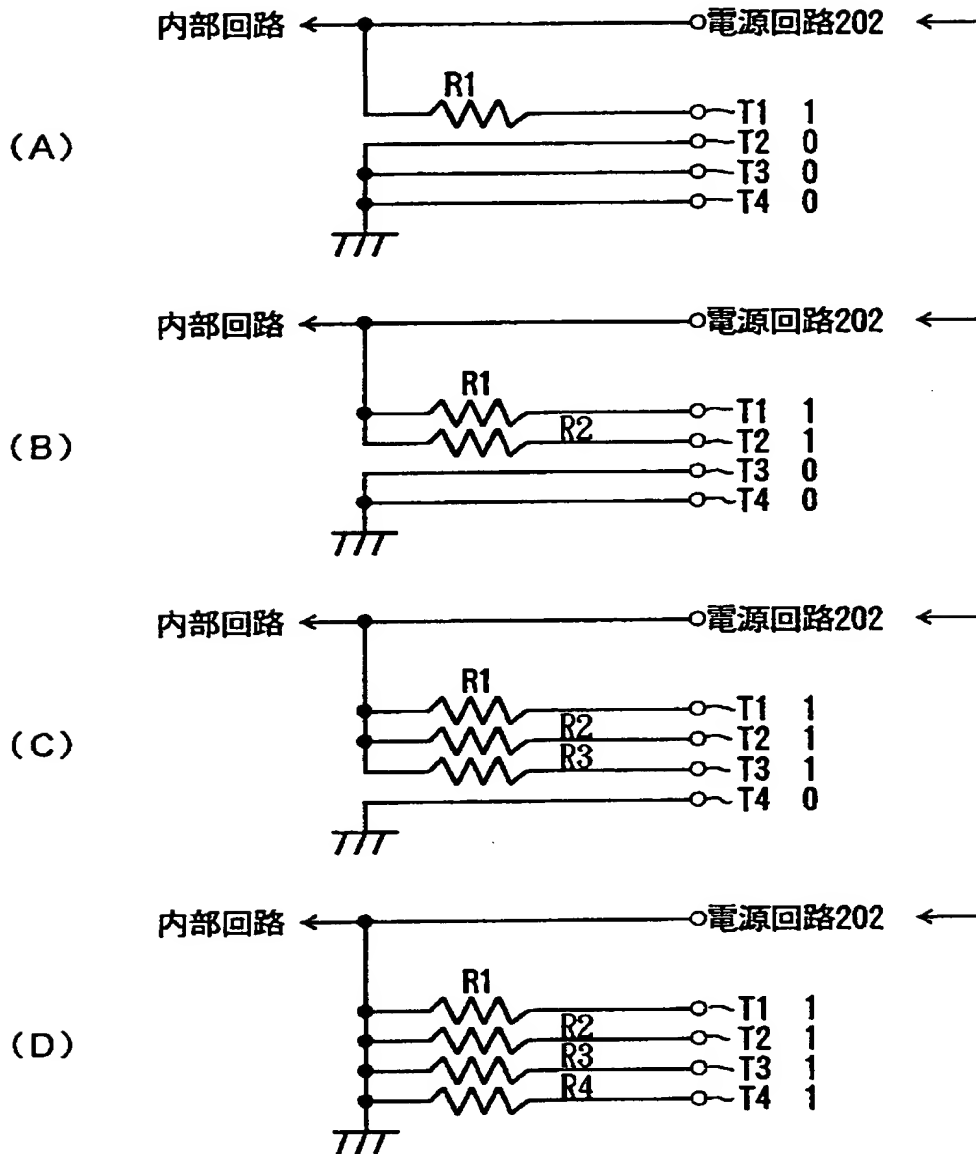 内部回路 電源回路202
R1
(A)
T1 1
T2 0
T3 0
T4 0
内部回路 電源回路202
R1
(B)
T1 1
R2
T2 1
T3 0
T4 0
内部回路 電源回路202
R1
(C)
T1 1
R2
T2 1
R3
T3 1
T4 0
内部回路 電源回路202
R1
(D)
T1 1
R2
T2 1
R3
T3 1
R4
T4 1